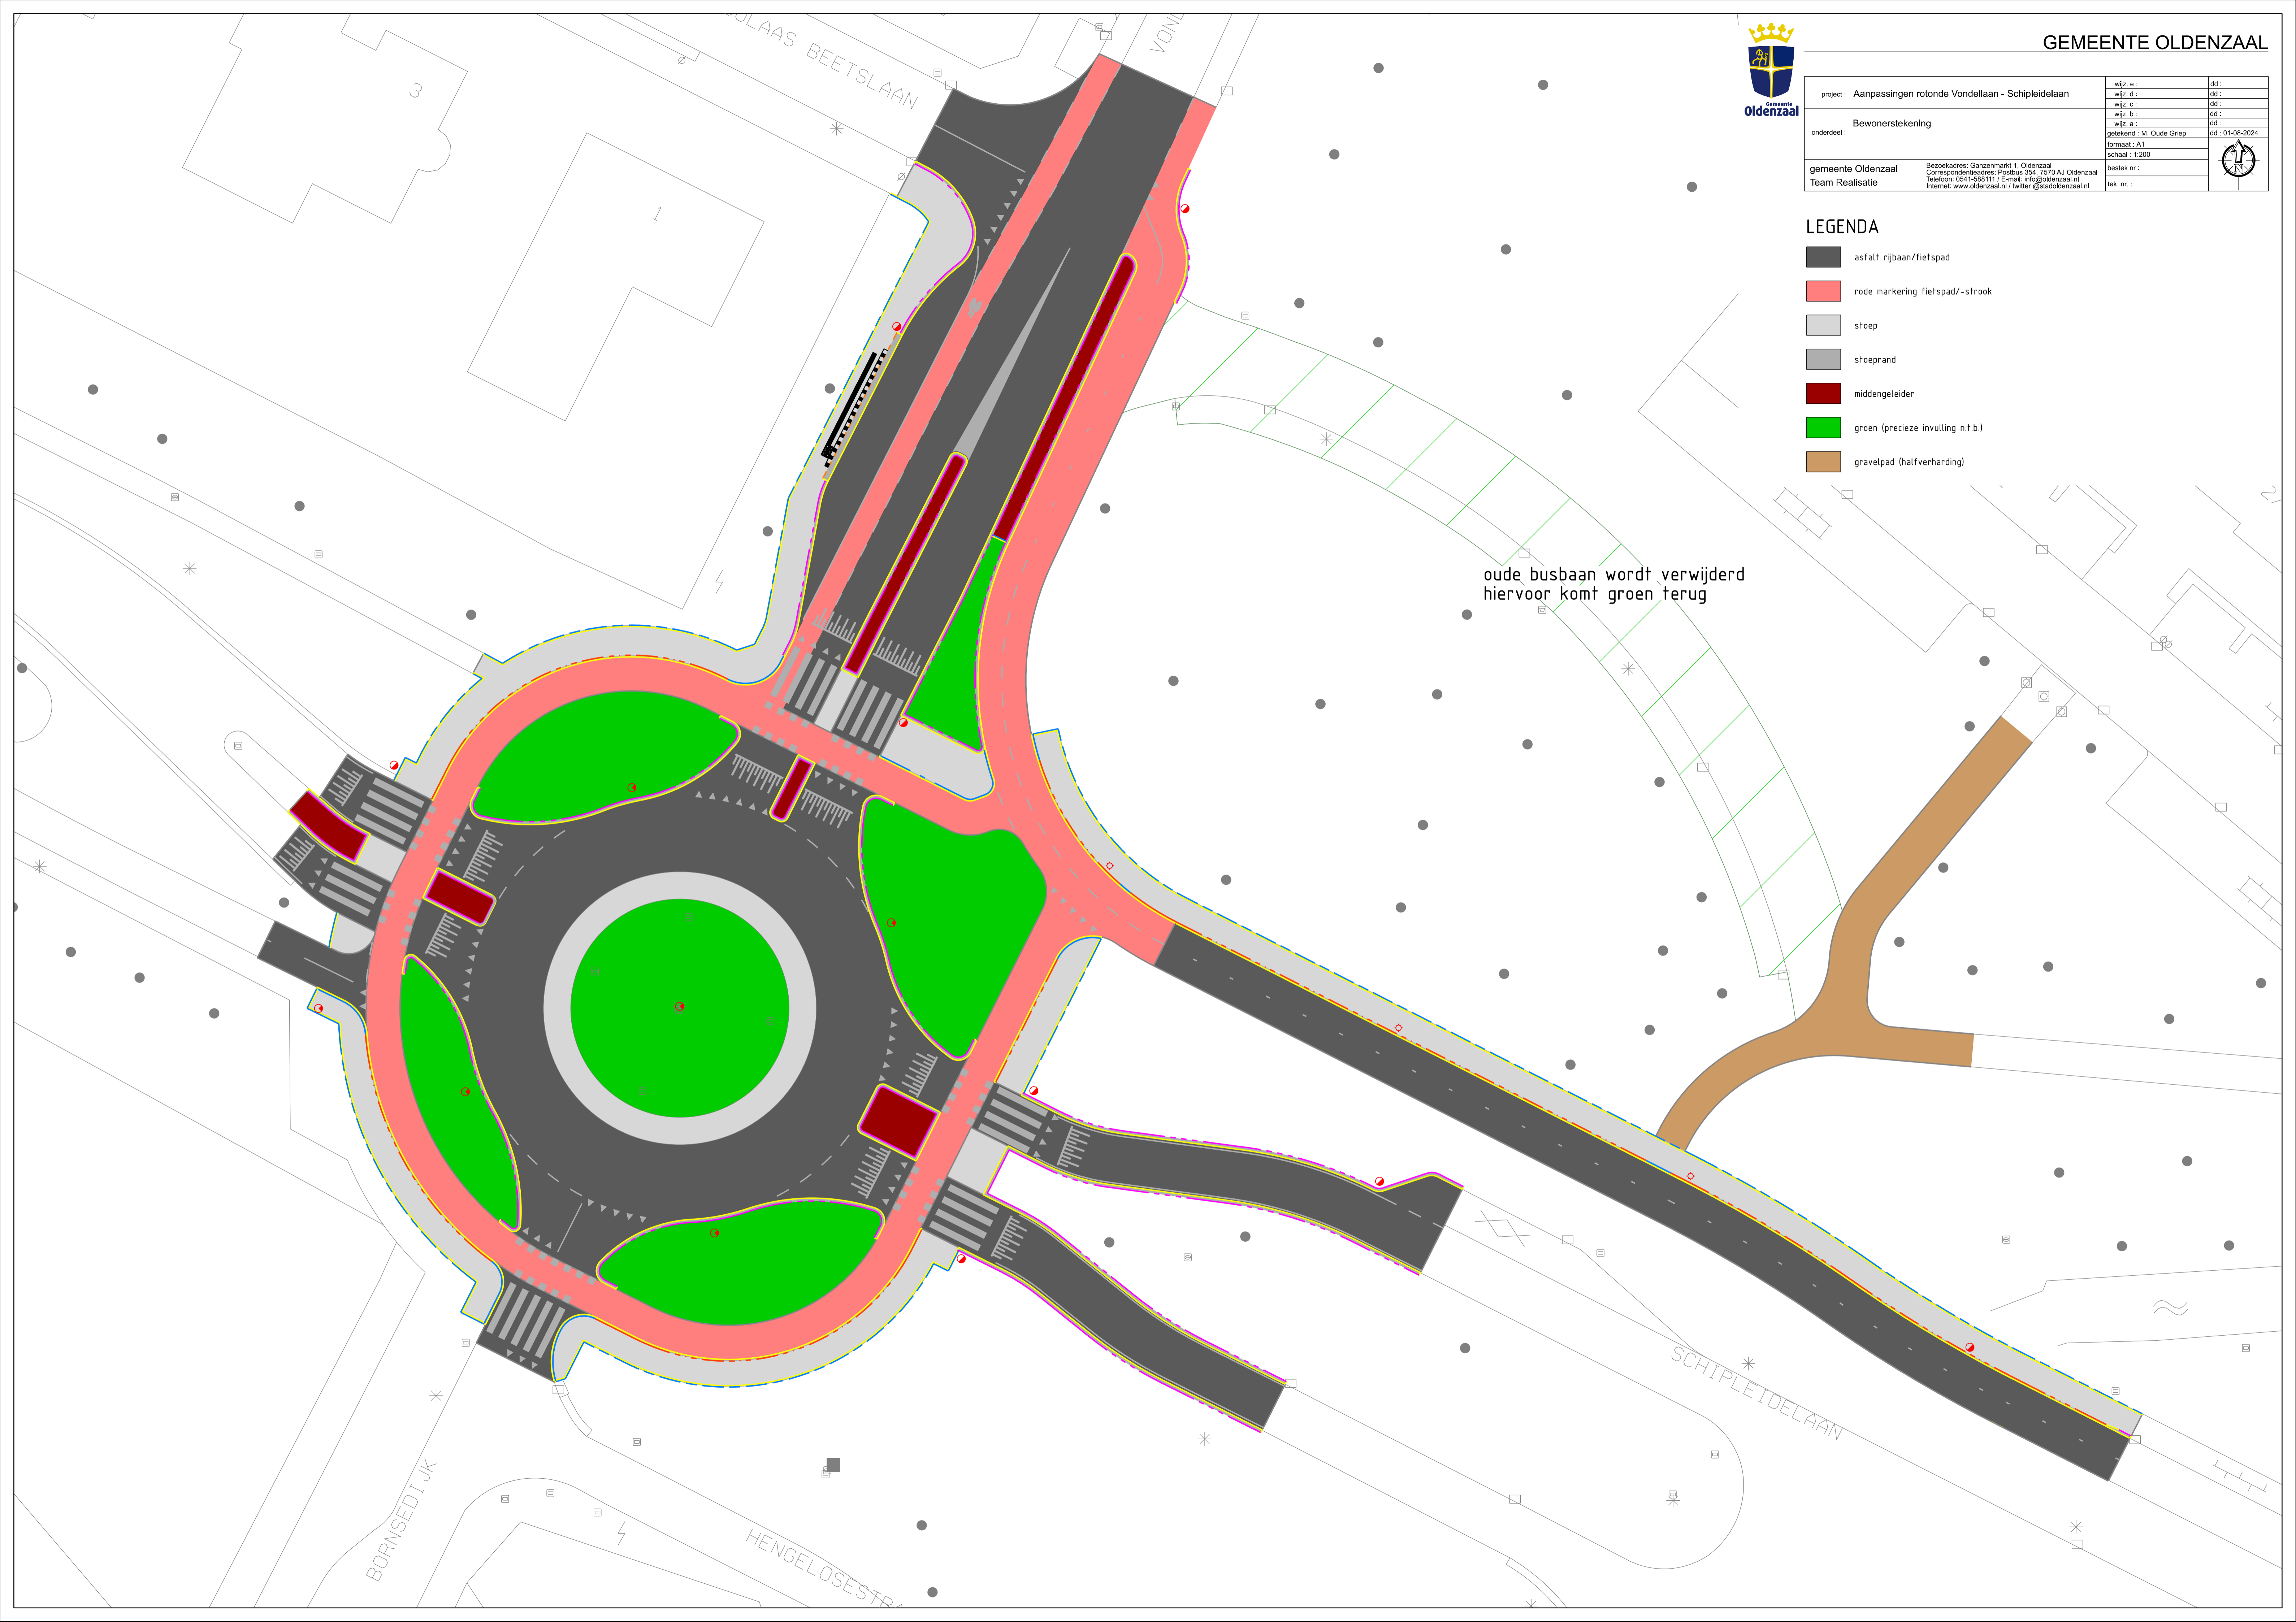 GEMEENTE OLDENZAAL
Gemeente
Oldenzaal
project : Aanpassingen rotonde Vondellaan - Schipleidelaan
onderdeel : Bewonerstekening
wijz. e : dd :
wijz. d : dd :
wijz. c : dd :
wijz. b : dd :
wijz. a : dd :
getekend : M. Oude Griep dd : 01-08-2024
formaat : A1
schaal : 1:200
bestek nr :
tek. nr. :
N
gemeente Oldenzaal
Team Realisatie
Bezoekadres: Ganzenmarkt 1, Oldenzaal
Correspondentieadres: Postbus 354, 7570 AJ Oldenzaal
Telefoon: 0541-588111 / E-mail: info@oldenzaal.nl
Internet: www.oldenzaal.nl / twitter @stadoldenzaal.nl
LEGENDA
asfalt rijbaan/fietspad
rode markering fietspad/-strook
stoep
stoeprand
middengeleider
groen (precieze invulling n.t.b.)
gravelpad (halfverharding)
BEETSLAAN
3
1
oude busbaan wordt verwijderd
hiervoor komt groen terug
SCHIPLEIDELAAN
BORNSEDIJK